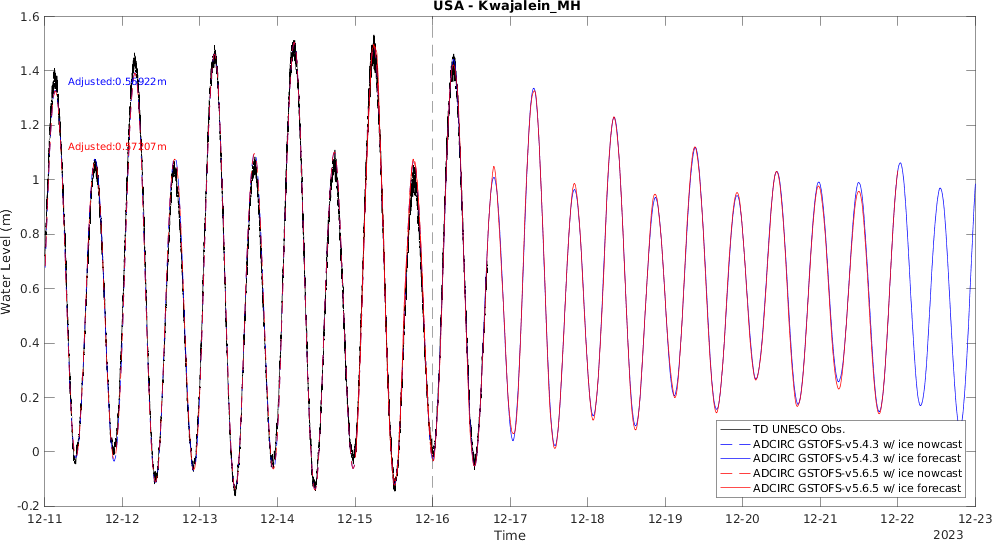 USA - Kwajalein_MH
1.6
1.4
1.2
1
0.8
0.6
0.4
0.2
0
-0.2
Water Level (m)
Adjusted:0.56922m
Adjusted:0.57207m
TD UNESCO Obs.
ADCIRC GSTOFS-v5.4.3 w/ ice nowcast
ADCIRC GSTOFS-v5.4.3 w/ ice forecast
ADCIRC GSTOFS-v5.6.5 w/ ice nowcast
ADCIRC GSTOFS-v5.6.5 w/ ice forecast
12-11 12-12 12-13 12-14 12-15 12-16 12-17 12-18 12-19 12-20 12-21 12-22 12-23
Time
2023